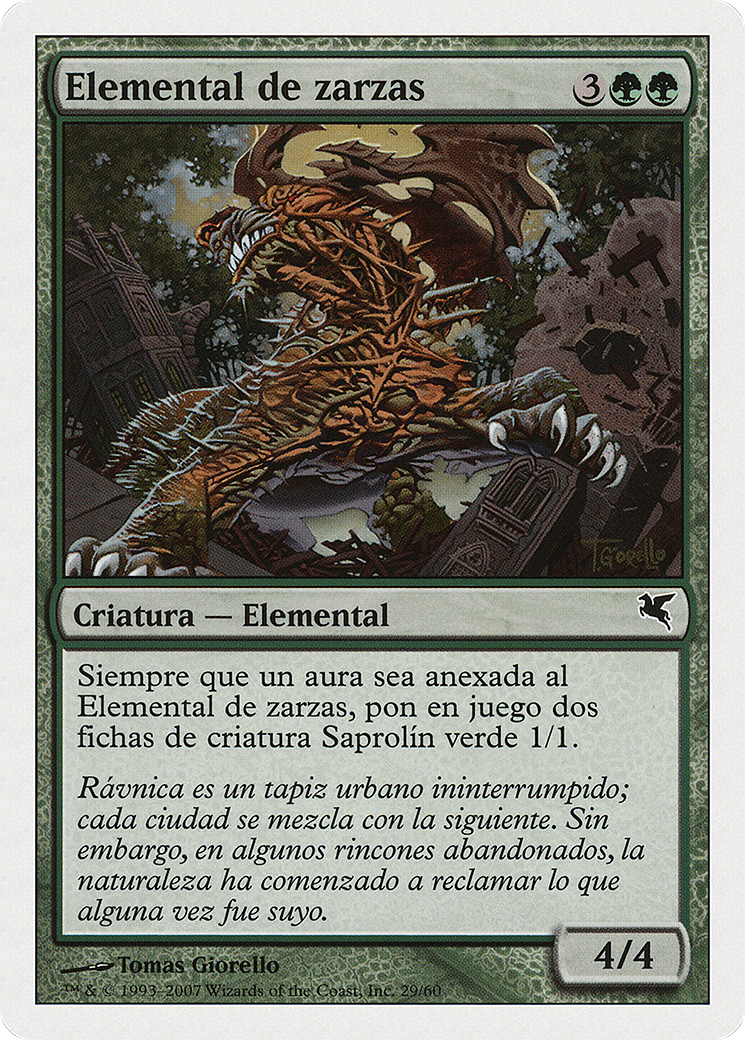 Elemental de zarzas 3
T.Giorello
Criatura — Elemental
Siempre que un aura sea anexada al
Elemental de zarzas, pon en juego dos
fichas de criatura Saprolín verde 1/1.
Rávnica es un tapiz urbano ininterrumpido;
cada ciudad se mezcla con la siguiente. Sin
embargo, en algunos rincones abandonados, la
naturaleza ha comenzado a reclamar lo que
alguna vez fue suyo.
4/4
Tomas Giorello
™ & © 1993–2007 Wizards of the Coast, Inc. 29/60